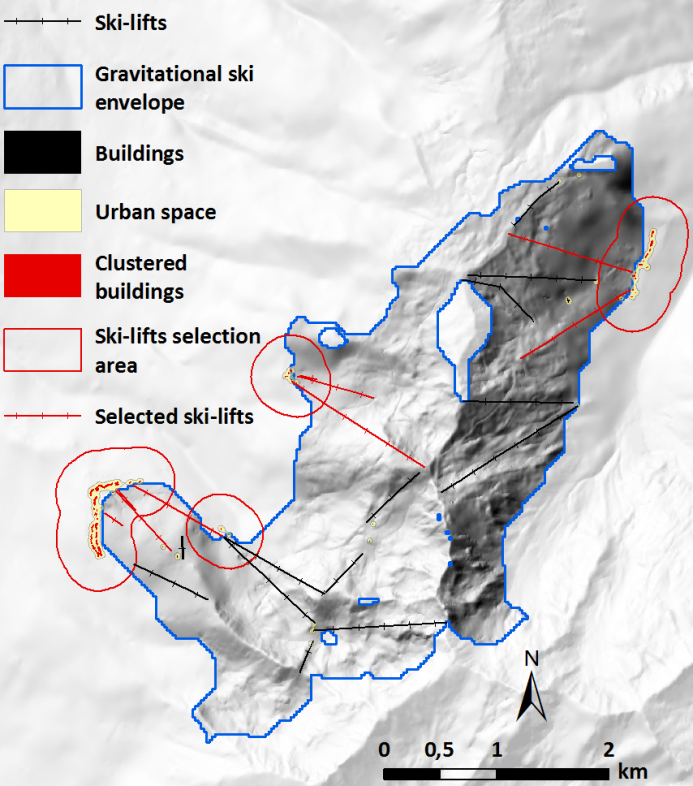 Ski-lifts
Gravitational ski
envelope
Buildings
Urban space
Clustered
buildings
Ski-lifts selection
area
Selected ski-lifts
N
0 0,5 1 2
km